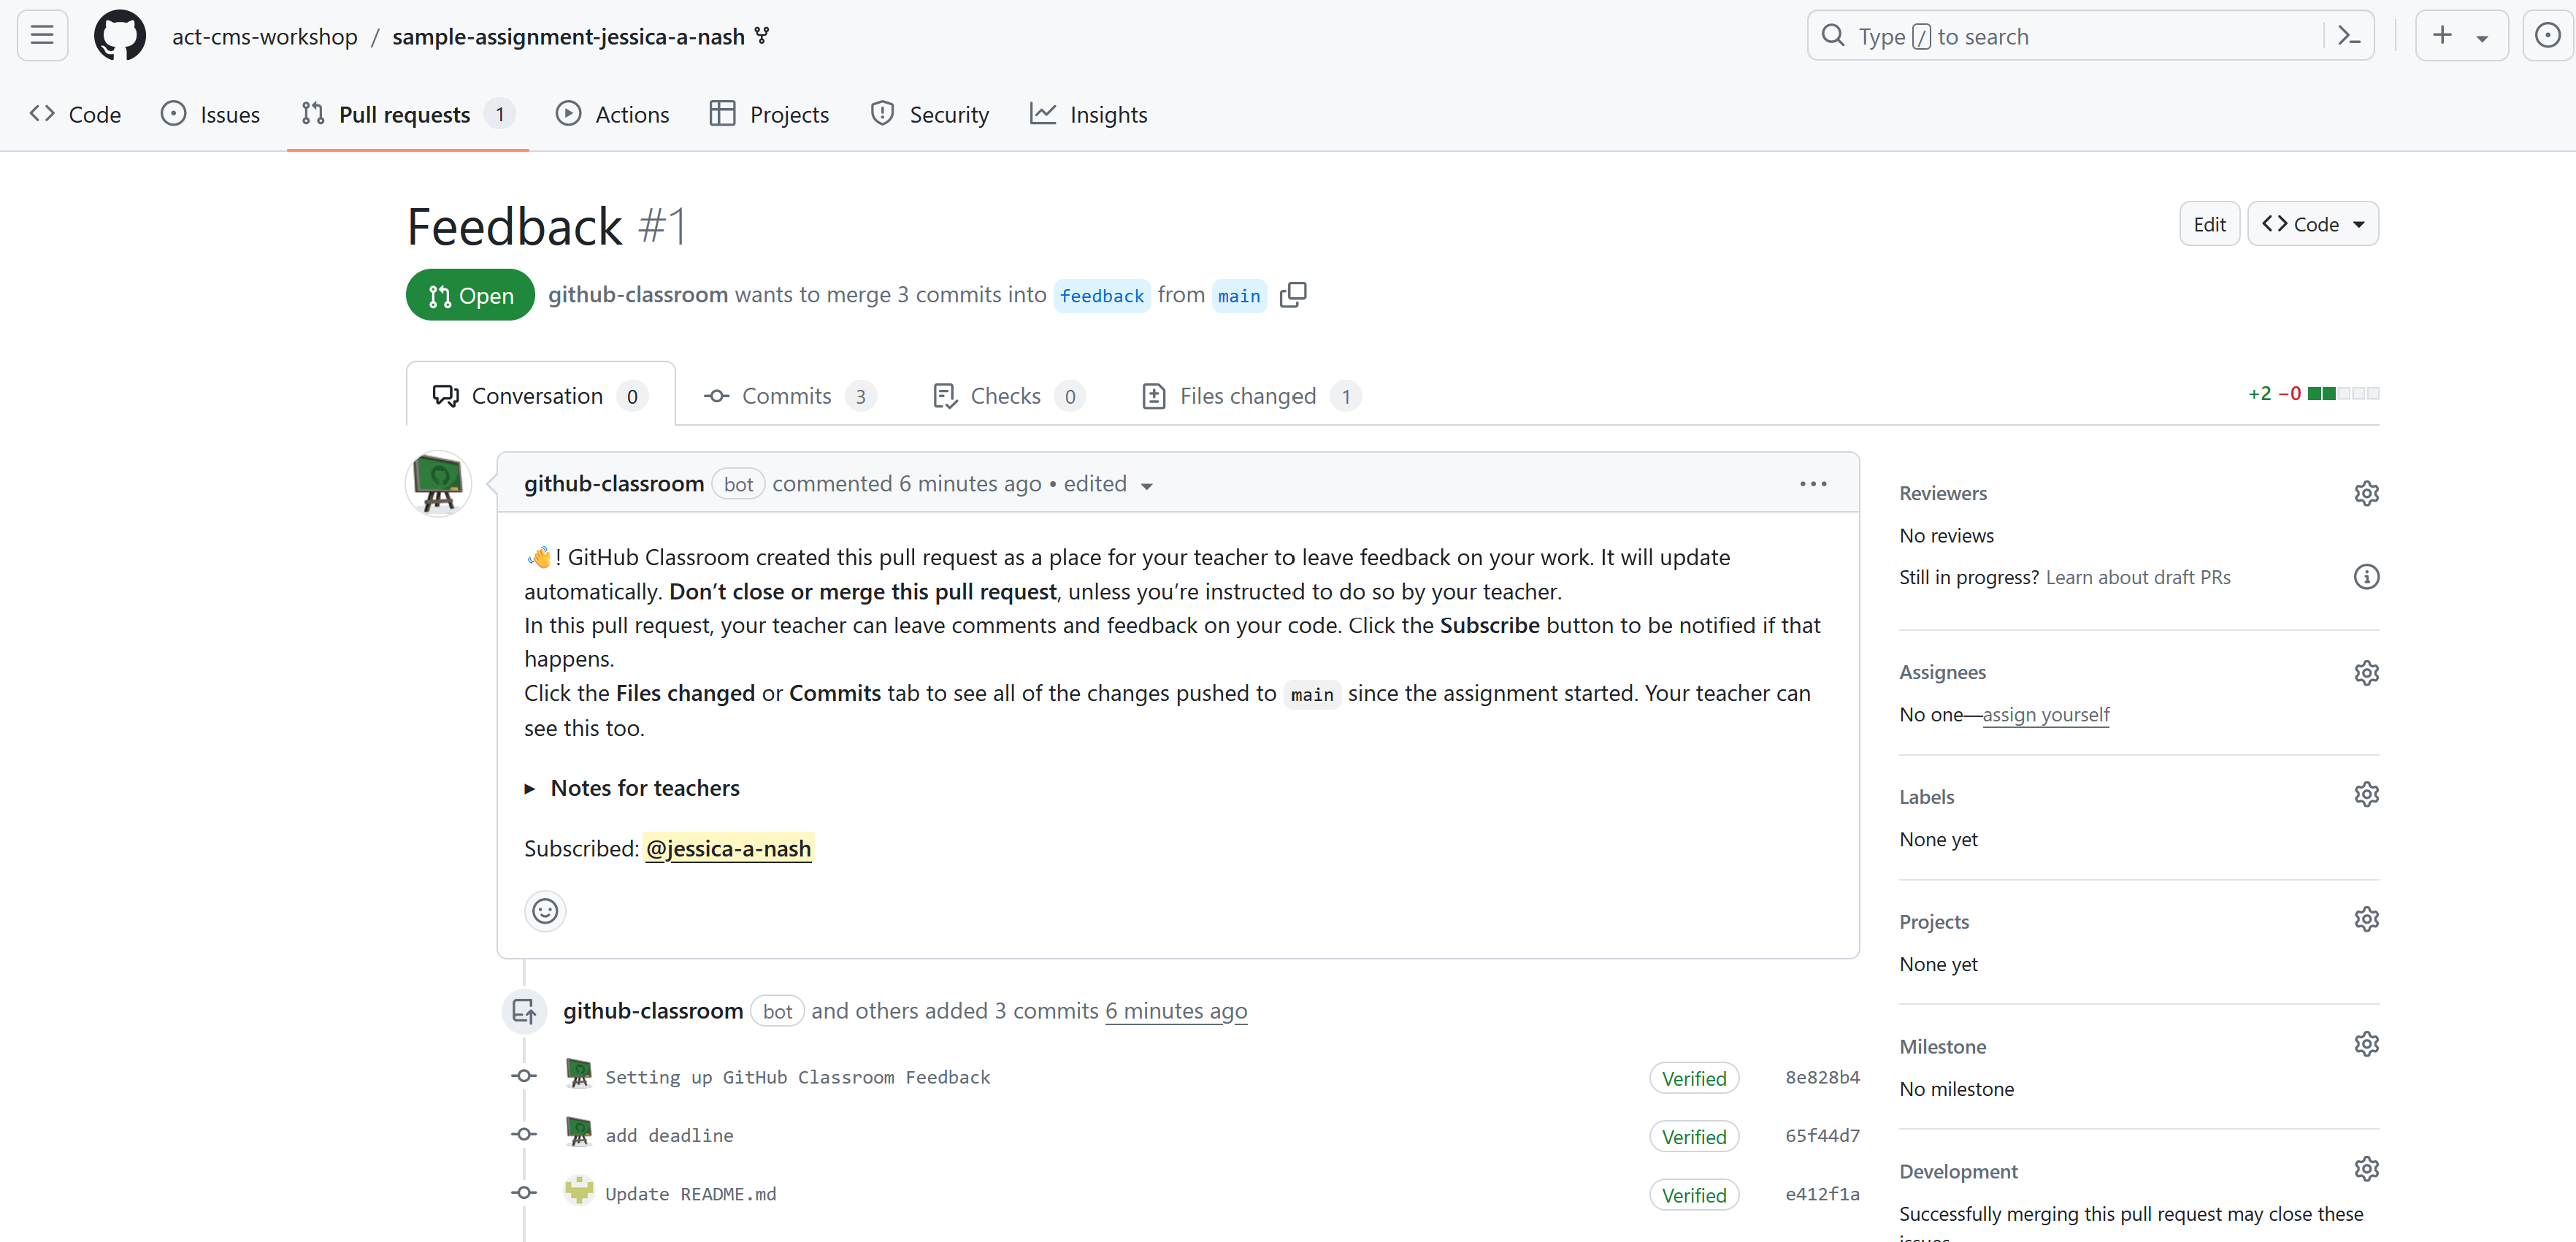 act-cms-workshop / sample-assignment-jessica-a-nash
Type / to search
Code Issues Pull requests 1 Actions Projects Security Insights
Feedback #1
Edit Code
Open github-classroom wants to merge 3 commits into feedback from main
Conversation 0 Commits 3 Checks 0 Files changed 1
+2 −0
github-classroom bot commented 6 minutes ago • edited
👋! GitHub Classroom created this pull request as a place for your teacher to leave feedback on your work. It will update
automatically. Don’t close or merge this pull request, unless you’re instructed to do so by your teacher.
In this pull request, your teacher can leave comments and feedback on your code. Click the Subscribe button to be notified if that
happens.
Click the Files changed or Commits tab to see all of the changes pushed to main since the assignment started. Your teacher can
see this too.
Notes for teachers
Subscribed: @jessica-a-nash
github-classroom bot and others added 3 commits 6 minutes ago
Setting up GitHub Classroom Feedback Verified 8e828b4
add deadline Verified 65f44d7
Update README.md Verified e412f1a
Reviewers
No reviews
Still in progress? Learn about draft PRs
Assignees
No one—assign yourself
Labels
None yet
Projects
None yet
Milestone
No milestone
Development
Successfully merging this pull request may close these
issues.